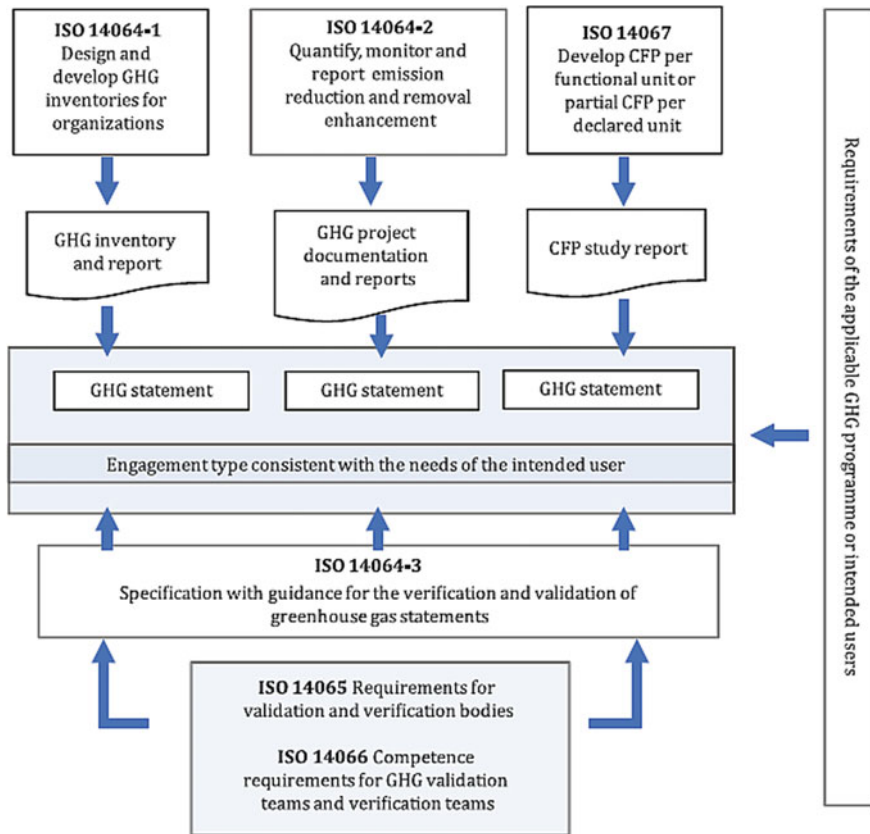 ISO 14064-1
Design and
develop GHG
inventories for
organizations
ISO 14064-2
Quantify, monitor and
report emission
reduction and removal
enhancement
ISO 14067
Develop CFP per
functional unit or
partial CFP per
declared unit
GHG inventory
and report
GHG project
documentation
and reports
CFP study report
GHG statement
GHG statement
GHG statement
Engagement type consistent with the needs of the intended user
ISO 14064-3
Specification with guidance for the verification and validation of
greenhouse gas statements
ISO 14065 Requirements for
validation and verification bodies
ISO 14066 Competence
requirements for GHG validation
teams and verification teams
Requirements of the applicable GHG programme or intended users